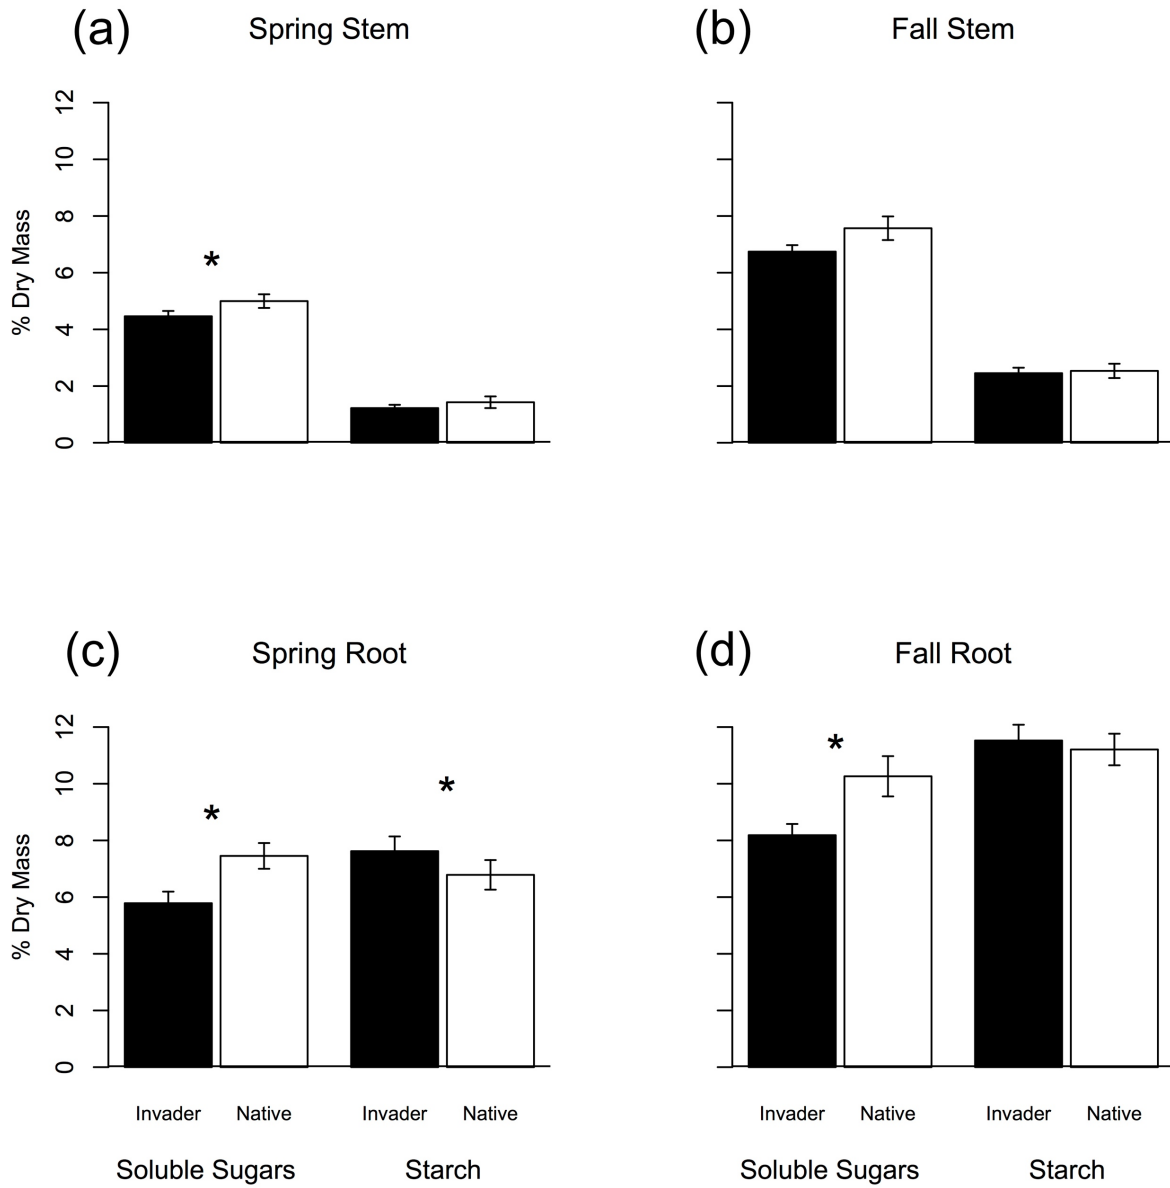 (a) Spring Stem
(b) Fall Stem
% Dry Mass
12
10
8
6
4
2
0
*
(c) Spring Root
(d) Fall Root
% Dry Mass
12
10
8
6
4
2
0
*
*
*
Invader Native Invader Native
Soluble Sugars Starch
Invader Native Invader Native
Soluble Sugars Starch